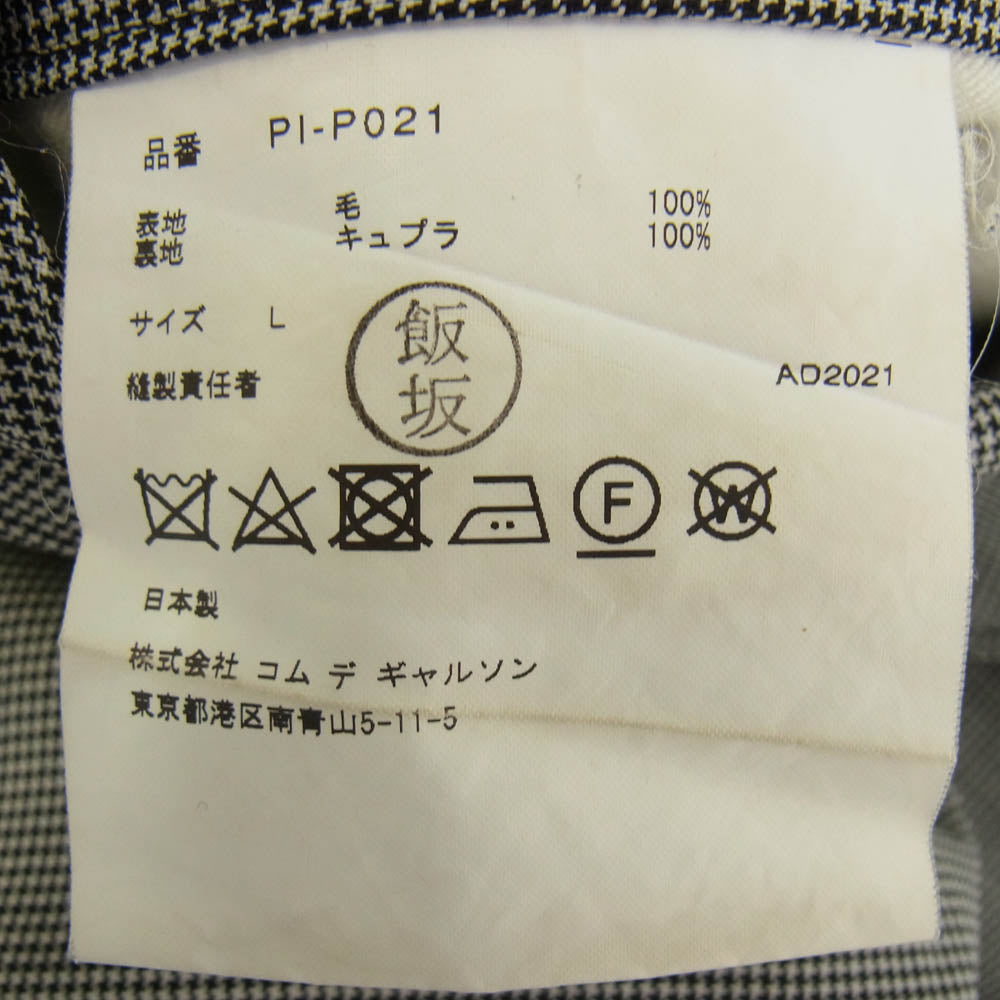 品番 PI-P021
表地 毛 100%
裏地 キュプラ 100%
サイズ L
飯坂
縫製責任者
AD2021
F W
日本製
株式会社 コム デ ギャルソン
東京都港区南青山5-11-5